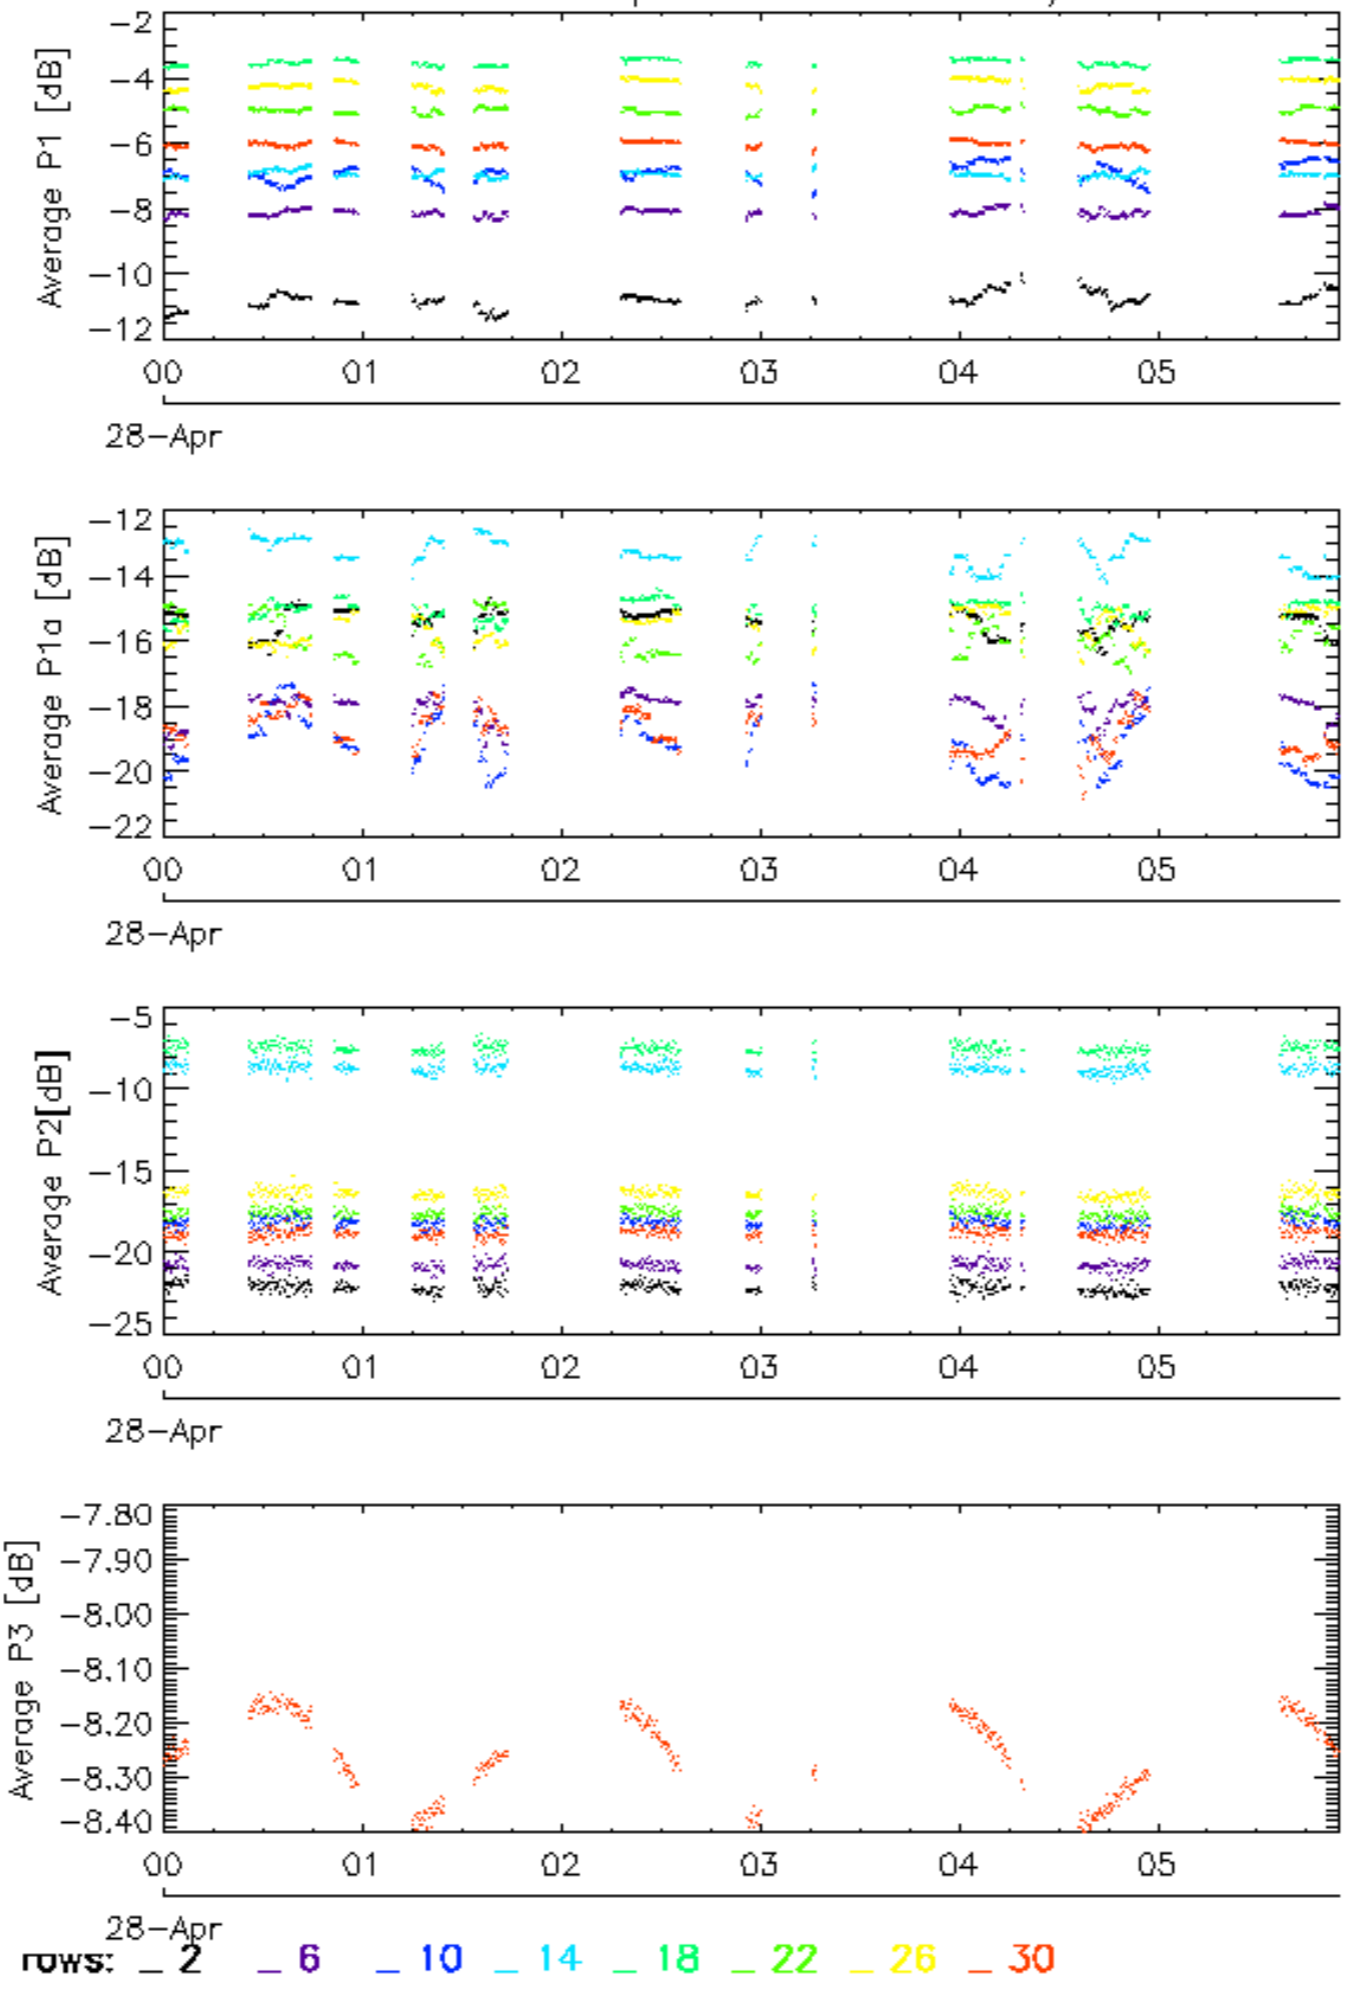 Average P1 [dB]
-2
-4
-6
-8
-10
-12
00 01 02 03 04 05
28-Apr
Average P1a [dB]
-12
-14
-16
-18
-20
-22
00 01 02 03 04 05
28-Apr
Average P2[dB]
-5
-10
-15
-20
-25
00 01 02 03 04 05
28-Apr
Average P3 [dB]
-7.80
-7.90
-8.00
-8.10
-8.20
-8.30
-8.40
00 01 02 03 04 05
28-Apr
rows: _ 2 _ 6 _ 10 _ 14 _ 18 _ 22 _ 26 _ 30